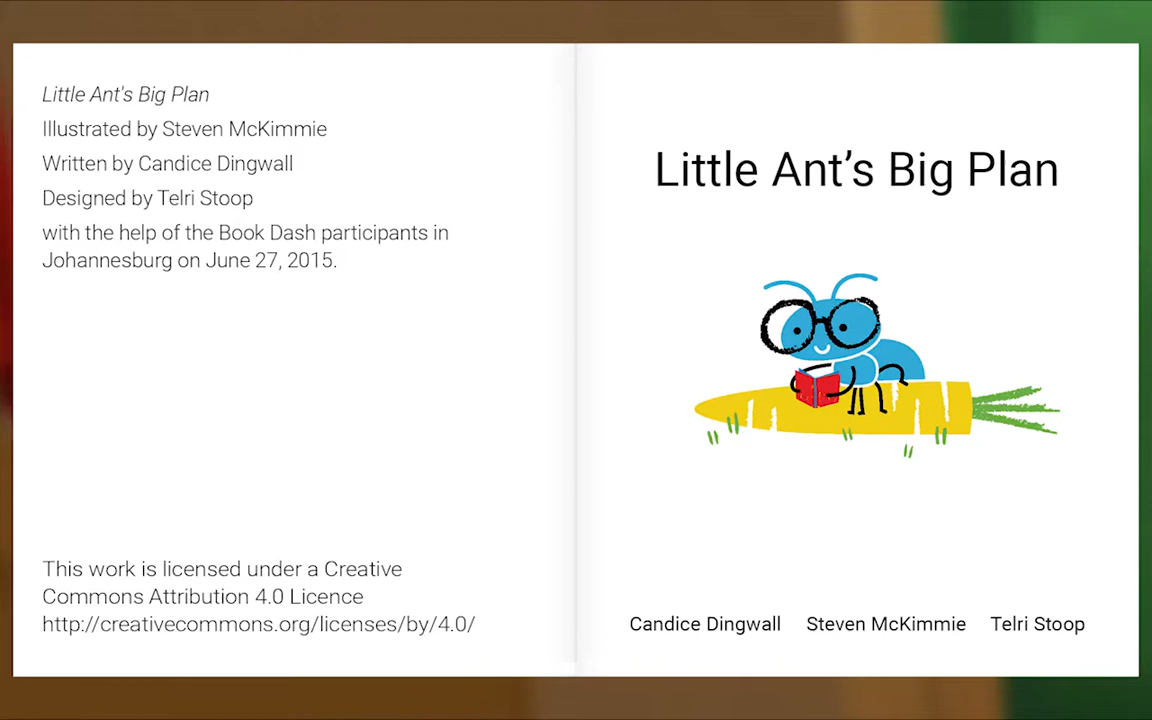 Little Ant's Big Plan
Illustrated by Steven McKimmie
Written by Candice Dingwall
Designed by Telri Stoop
with the help of the Book Dash participants in
Johannesburg on June 27, 2015.
This work is licensed under a Creative
Commons Attribution 4.0 Licence
http://creativecommons.org/licenses/by/4.0/
Little Ant’s Big Plan
Candice Dingwall Steven McKimmie Telri Stoop